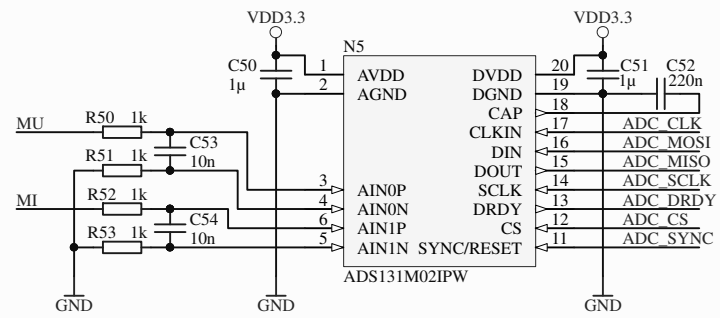 VDD3.3 VDD3.3
N5
C50 1µ
1 AVDD DVDD 20
C51 1µ
C52 220n
2 AGND DGND 19
CAP 18
R50 1k
MU
C53 10n
CLKIN 17 ADC_CLK
DIN 16 ADC_MOSI
R51 1k
DOUT 15 ADC_MISO
3 AIN0P SCLK 14 ADC_SCLK
R52 1k
MI
4 AIN0N DRDY 13 ADC_DRDY
C54 10n
6 AIN1P CS 12 ADC_CS
R53 1k
5 AIN1N SYNC/RESET 11 ADC_SYNC
ADS131M02IPW
GND GND GND